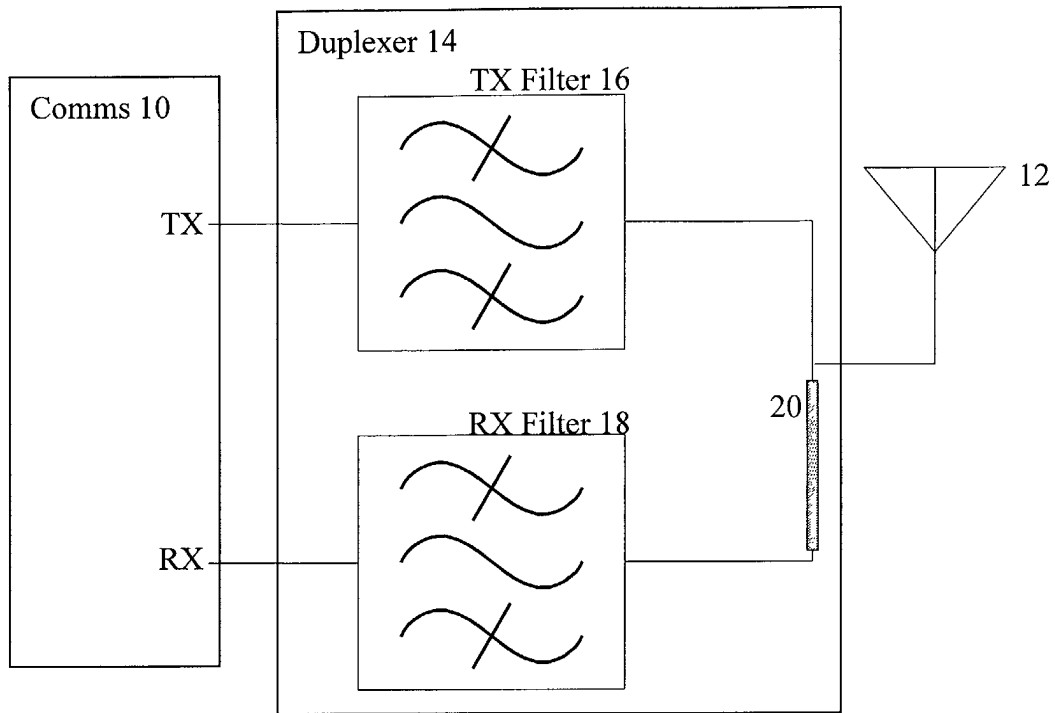 Duplexer 14
TX Filter 16
Comms 10
12
TX
20
RX Filter 18
RX